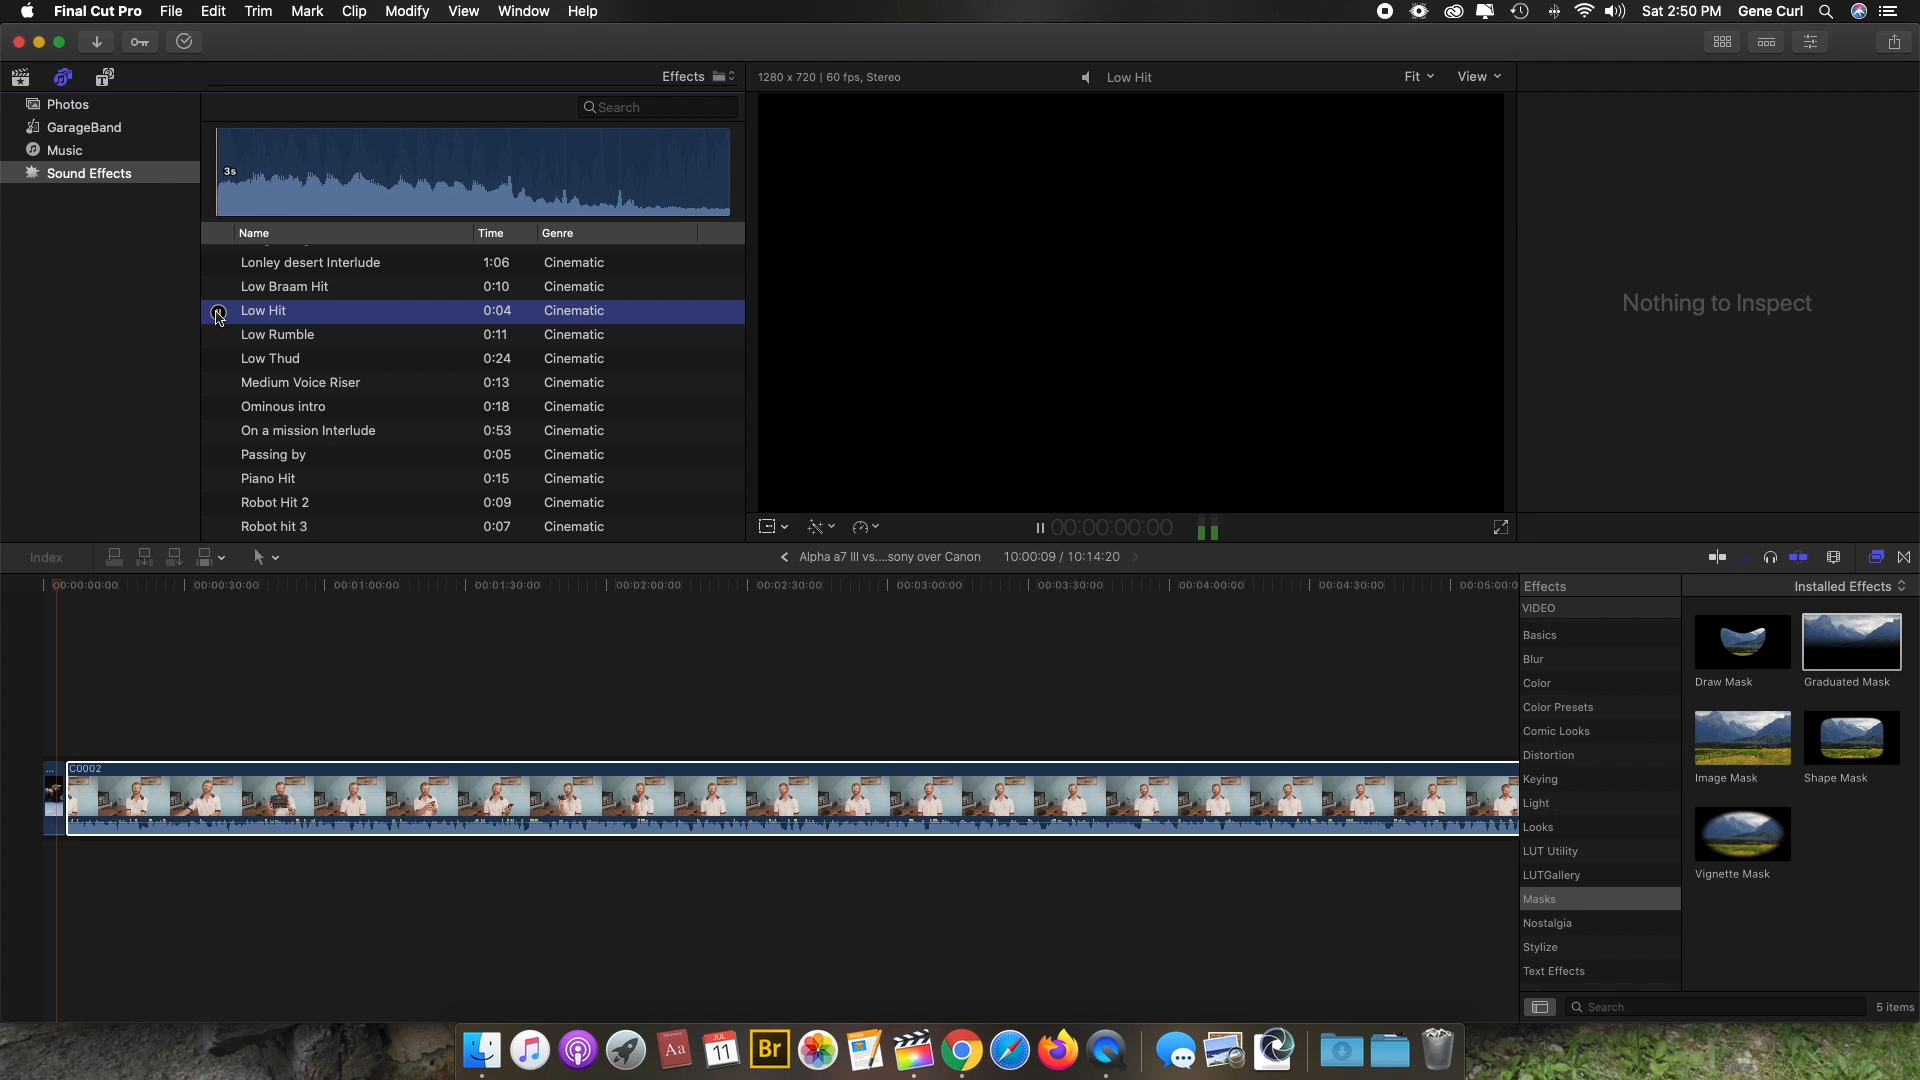 Final Cut Pro File Edit Trim Mark Clip Modify View Window Help Sat 2:50 PM Gene Curl
Effects 1280 x 720 | 60 fps, Stereo Low Hit Fit View
Photos
GarageBand
Music
Sound Effects
Search
3s
Name Time Genre
Lonley desert Interlude 1:06 Cinematic
Low Braam Hit 0:10 Cinematic
Low Hit 0:04 Cinematic
Low Rumble 0:11 Cinematic
Low Thud 0:24 Cinematic
Medium Voice Riser 0:13 Cinematic
Ominous intro 0:18 Cinematic
On a mission Interlude 0:53 Cinematic
Passing by 0:05 Cinematic
Piano Hit 0:15 Cinematic
Robot Hit 2 0:09 Cinematic
Robot hit 3 0:07 Cinematic
Nothing to Inspect
00:00:00:00
Index Alpha a7 III vs....sony over Canon 10:00:09 / 10:14:20
00:00:00:00 00:00:30:00 00:01:00:00 00:01:30:00 00:02:00:00 00:02:30:00 00:03:00:00 00:03:30:00 00:04:00:00 00:04:30:00 00:05:00:0
... C0002
Effects Installed Effects
VIDEO
Basics
Blur
Color
Color Presets
Comic Looks
Distortion
Keying
Light
Looks
LUT Utility
LUTGallery
Masks
Nostalgia
Stylize
Text Effects
Draw Mask Graduated Mask
Image Mask Shape Mask
Vignette Mask
Search 5 items
Aa JUL 11 Br